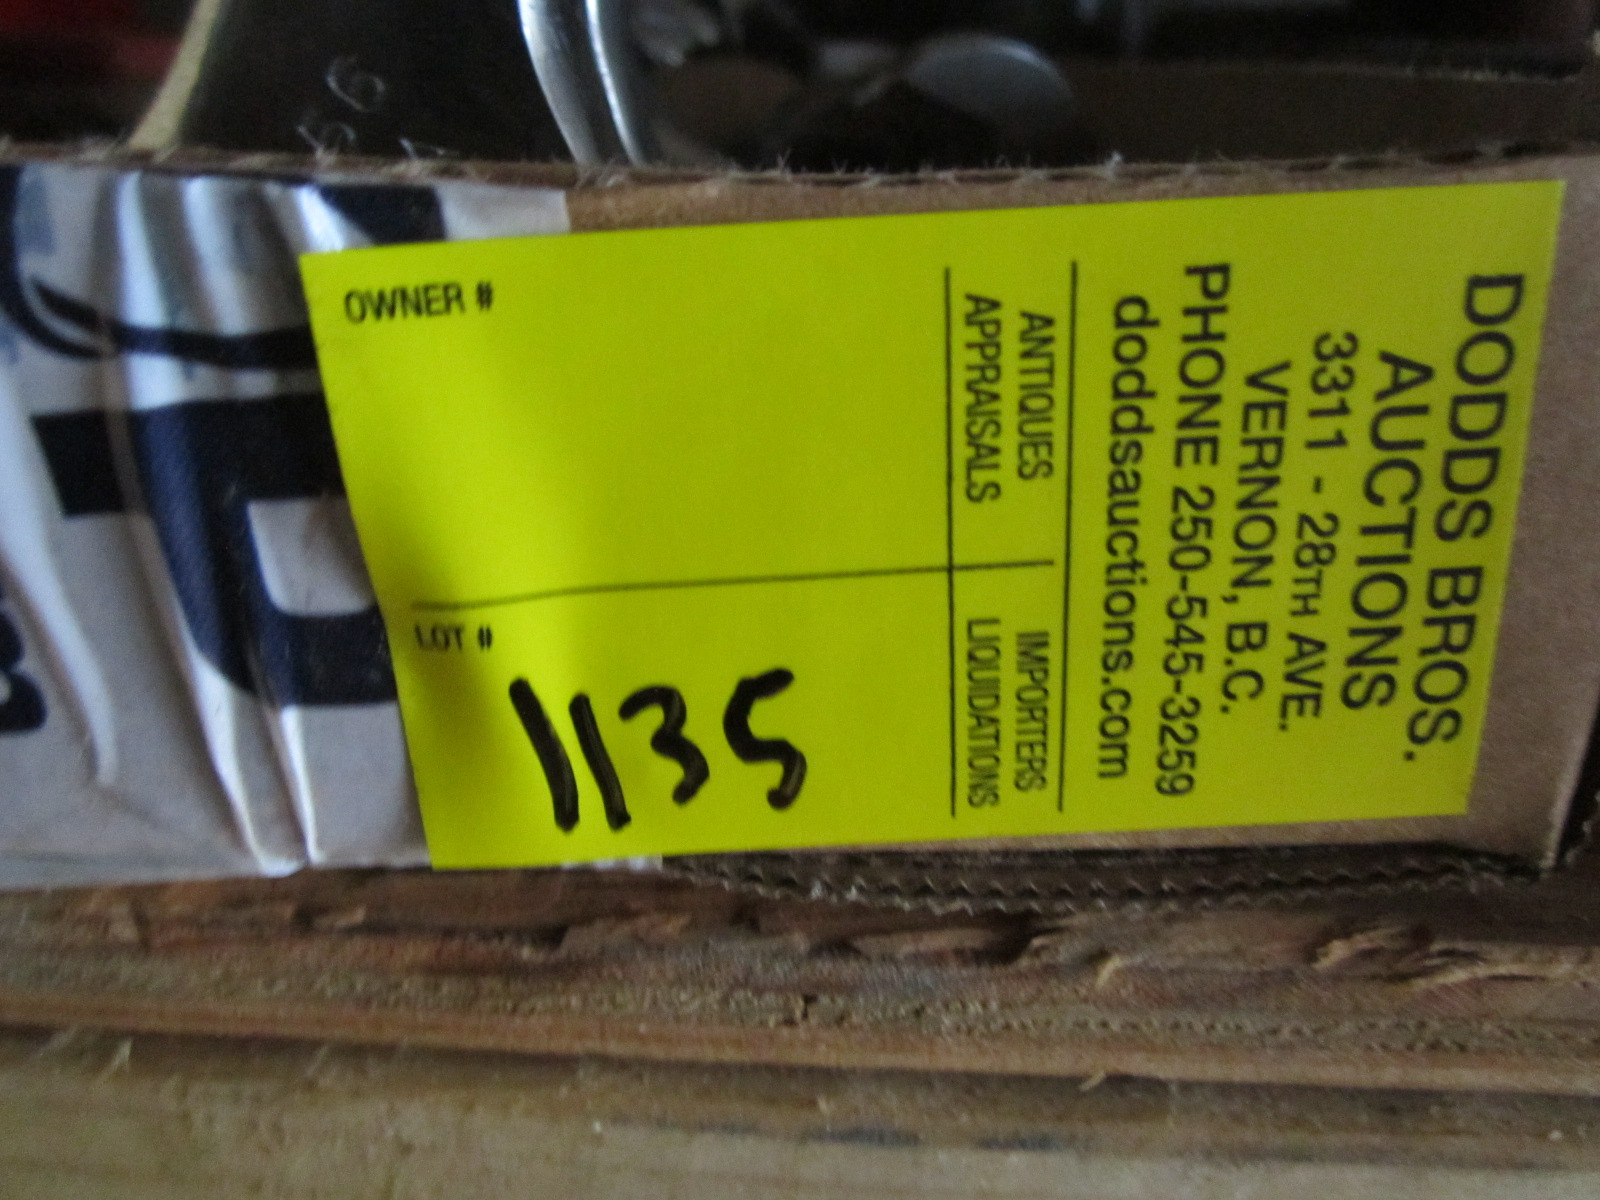 DODDS BROS.
AUCTIONS
3311 - 28TH AVE.
VERNON, B.C.
PHONE 250-545-3259
doddsauctions.com
ANTIQUES
APPRAISALS
IMPORTERS
LIQUIDATIONS
OWNER #
LOT #
1135